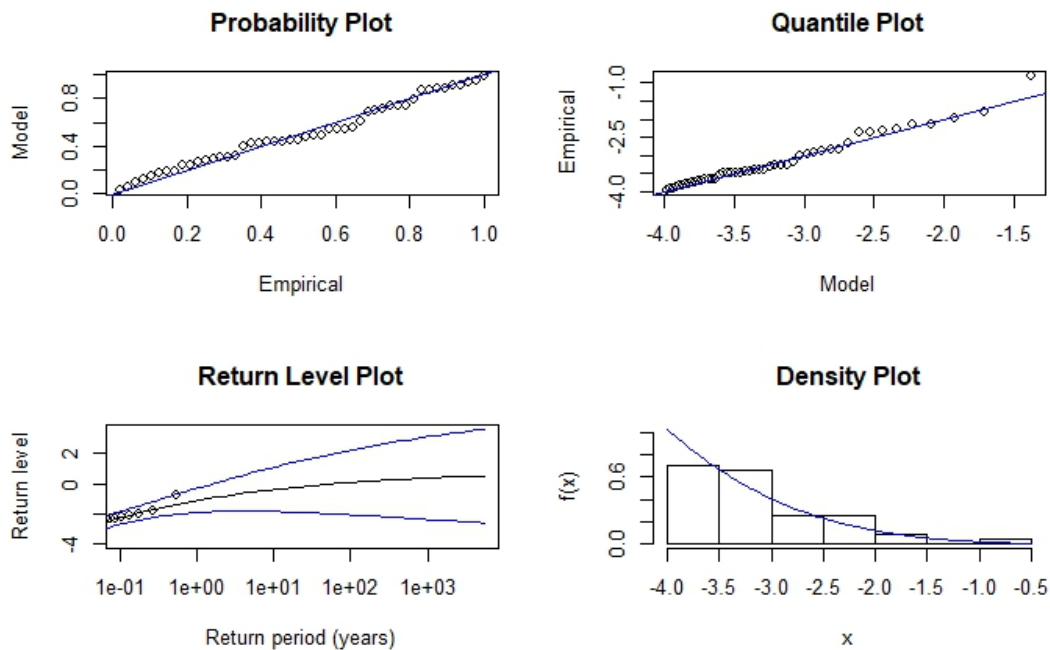 Probability Plot
Model
0.0 0.4 0.8
0.0 0.2 0.4 0.6 0.8 1.0
Empirical
Quantile Plot
Empirical
-4.0 -2.5 -1.0
-4.0 -3.5 -3.0 -2.5 -2.0 -1.5
Model
Return Level Plot
Return level
-4 0 2
1e-01 1e+00 1e+01 1e+02 1e+03
Return period (years)
Density Plot
f(x)
0.0 0.6
-4.0 -3.5 -3.0 -2.5 -2.0 -1.5 -1.0 -0.5
x